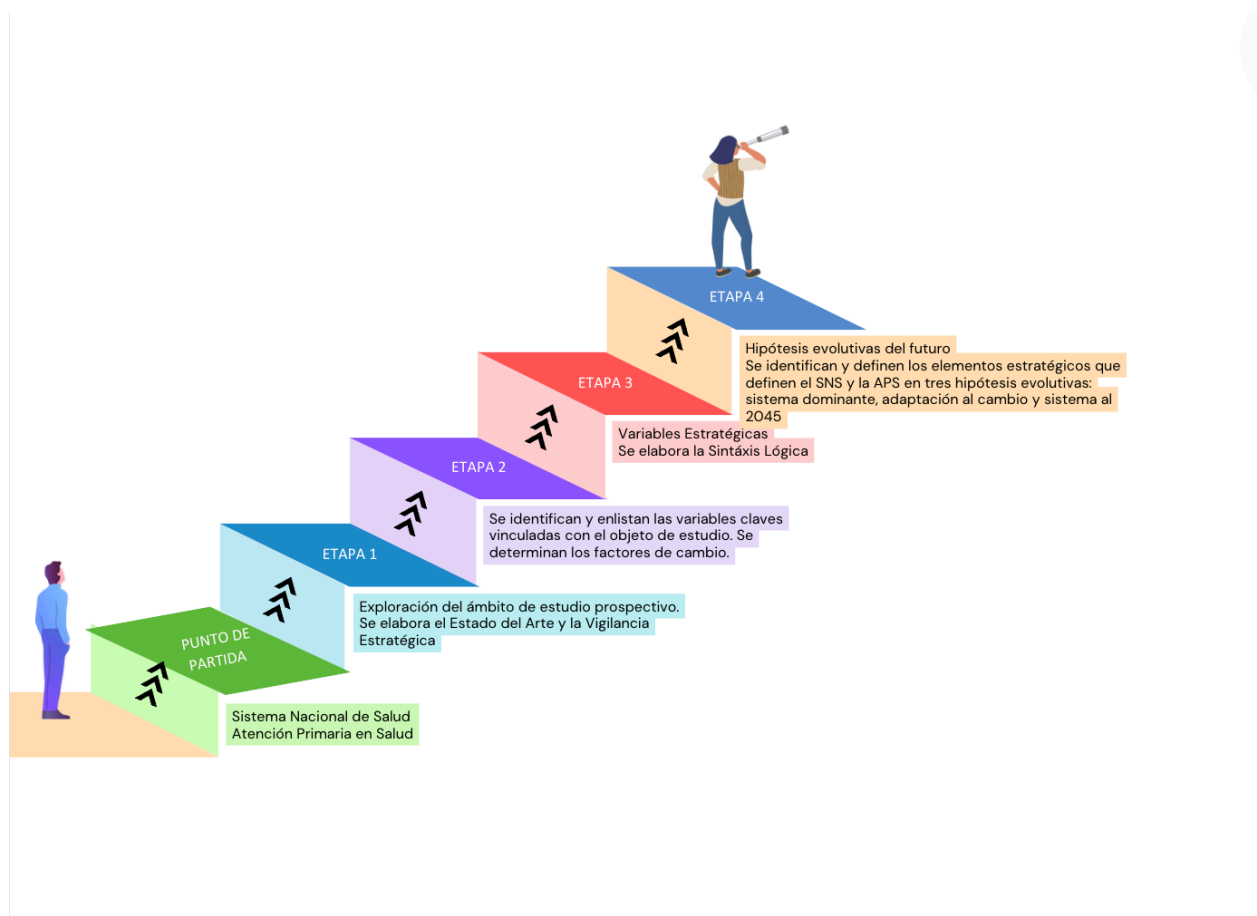 ETAPA 4
Hipótesis evolutivas del futuro
Se identifican y definen los elementos estratégicos que
definen el SNS y la APS en tres hipótesis evolutivas:
sistema dominante, adaptación al cambio y sistema al
2045
ETAPA 3
Variables Estratégicas
Se elabora la Sintáxis Lógica
ETAPA 2
Se identifican y enlistan las variables claves
vinculadas con el objeto de estudio. Se
determinan los factores de cambio.
ETAPA 1
Exploración del ámbito de estudio prospectivo.
Se elabora el Estado del Arte y la Vigilancia
Estratégica
PUNTO DE
PARTIDA
Sistema Nacional de Salud
Atención Primaria en Salud